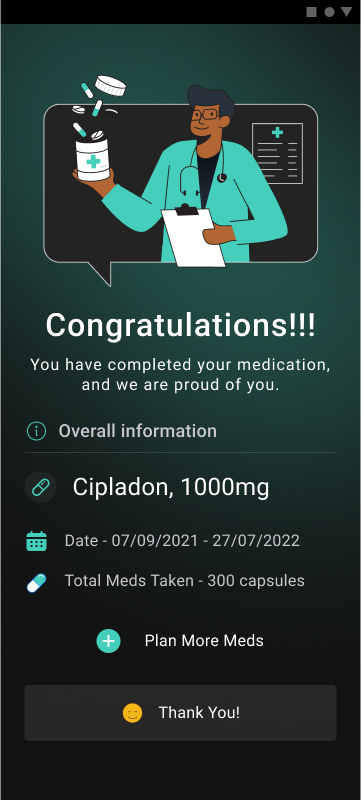 Congratulations!!!
You have completed your medication,
and we are proud of you.
Overall information
Cipladon, 1000mg
Date - 07/09/2021 - 27/07/2022
Total Meds Taken - 300 capsules
Plan More Meds
Thank You!